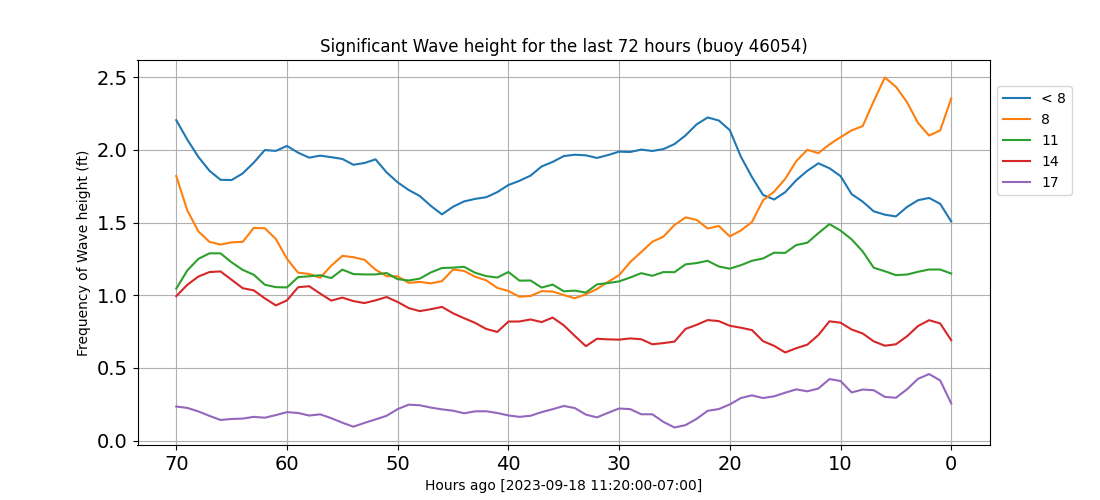 Significant Wave height for the last 72 hours (buoy 46054)
Frequency of Wave height (ft)
2.5
2.0
1.5
1.0
0.5
0.0
70 60 50 40 30 20 10 0
Hours ago [2023-09-18 11:20:00-07:00]
< 8
8
11
14
17